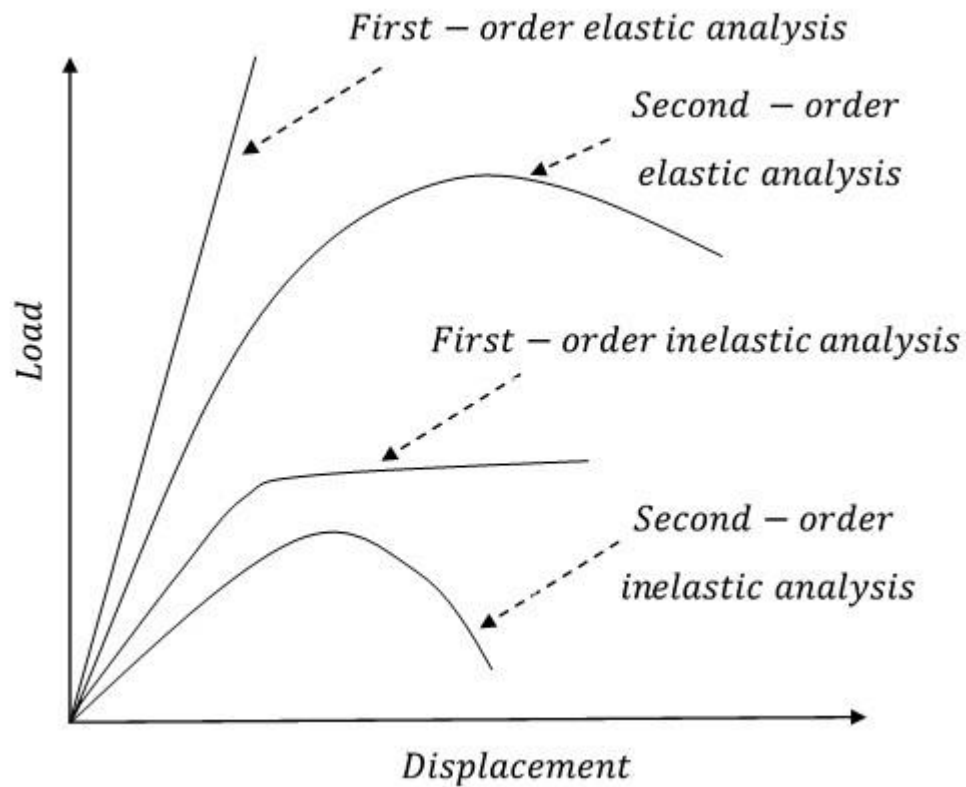 First − order elastic analysis
Second − order
elastic analysis
Load
First − order inelastic analysis
Second − order
inelastic analysis
Displacement